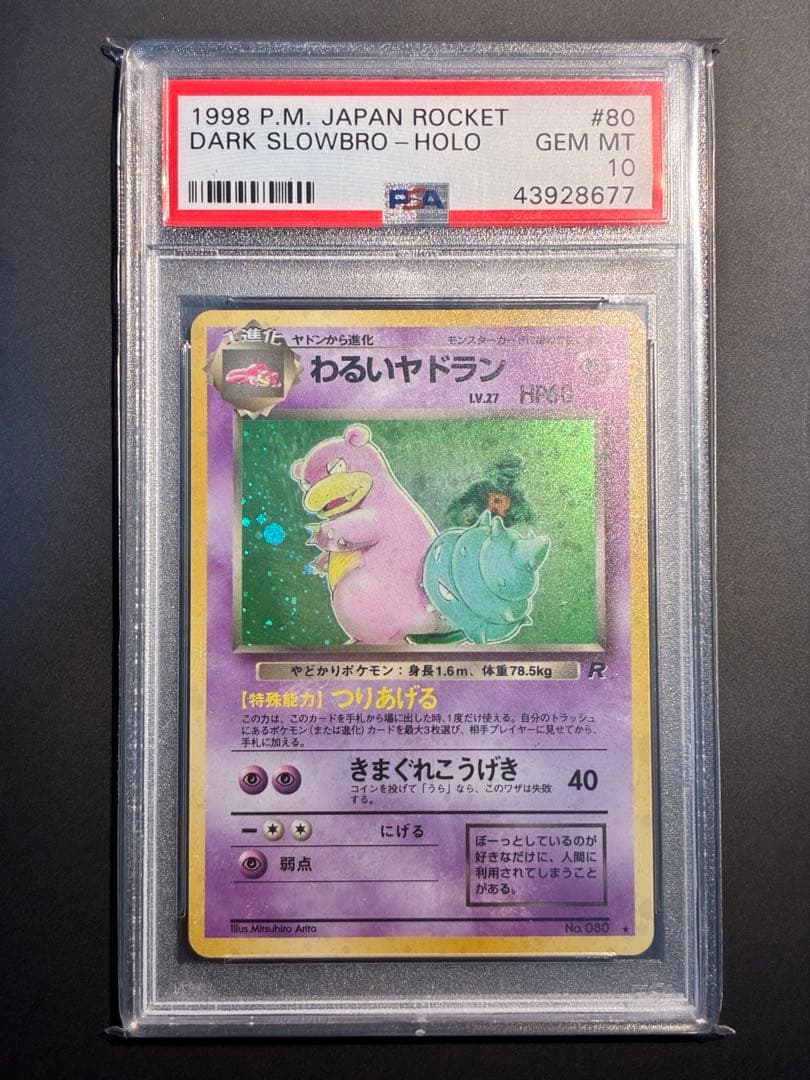 1998 P.M. JAPAN ROCKET #80
DARK SLOWBRO – HOLO GEM MT
10
PSA 43928677
1進化 ヤドンから進化
わるいヤドラン
LV.27 HP60
やどかりポケモン：身長1.6m、体重78.5kg R
【特殊能力】つりあげる
この力は、このカードを手札から場に出した時、1度だけ使える。自分のトラッシュ
にあるポケモン(または進化)カードを最大3枚選び、相手プレイヤーに見せてから、
手札に加える。
きまぐれこうげき 40
コインを投げて「うら」なら、このワザは失敗
する。
にげる
弱点
ぼーっとしているのが
好きなだけに、人間に
利用されてしまうことが
ある。
Illus.Mitsuhiro Arita No. 080 ★